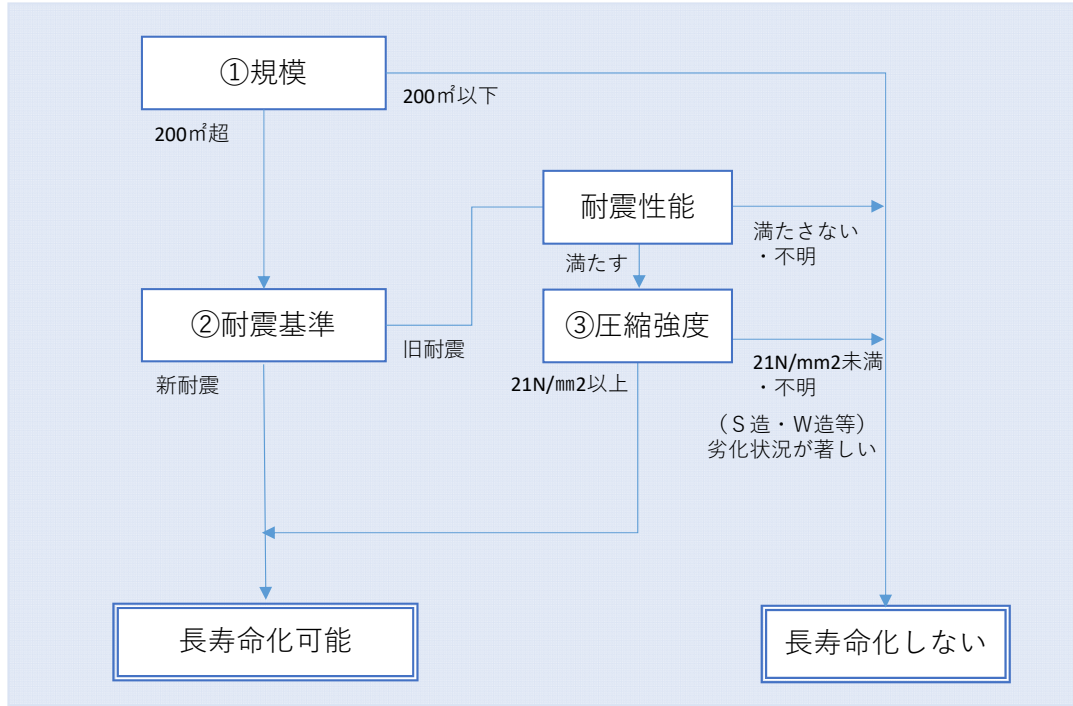 ①規模
200㎡以下
200㎡超
耐震性能
満たさない
・不明
満たす
②耐震基準
旧耐震
③圧縮強度
新耐震
21N/㎜2以上
21N/mm2未満
・不明
（Ｓ造・Ｗ造等）
劣化状況が著しい
長寿命化可能
長寿命化しない